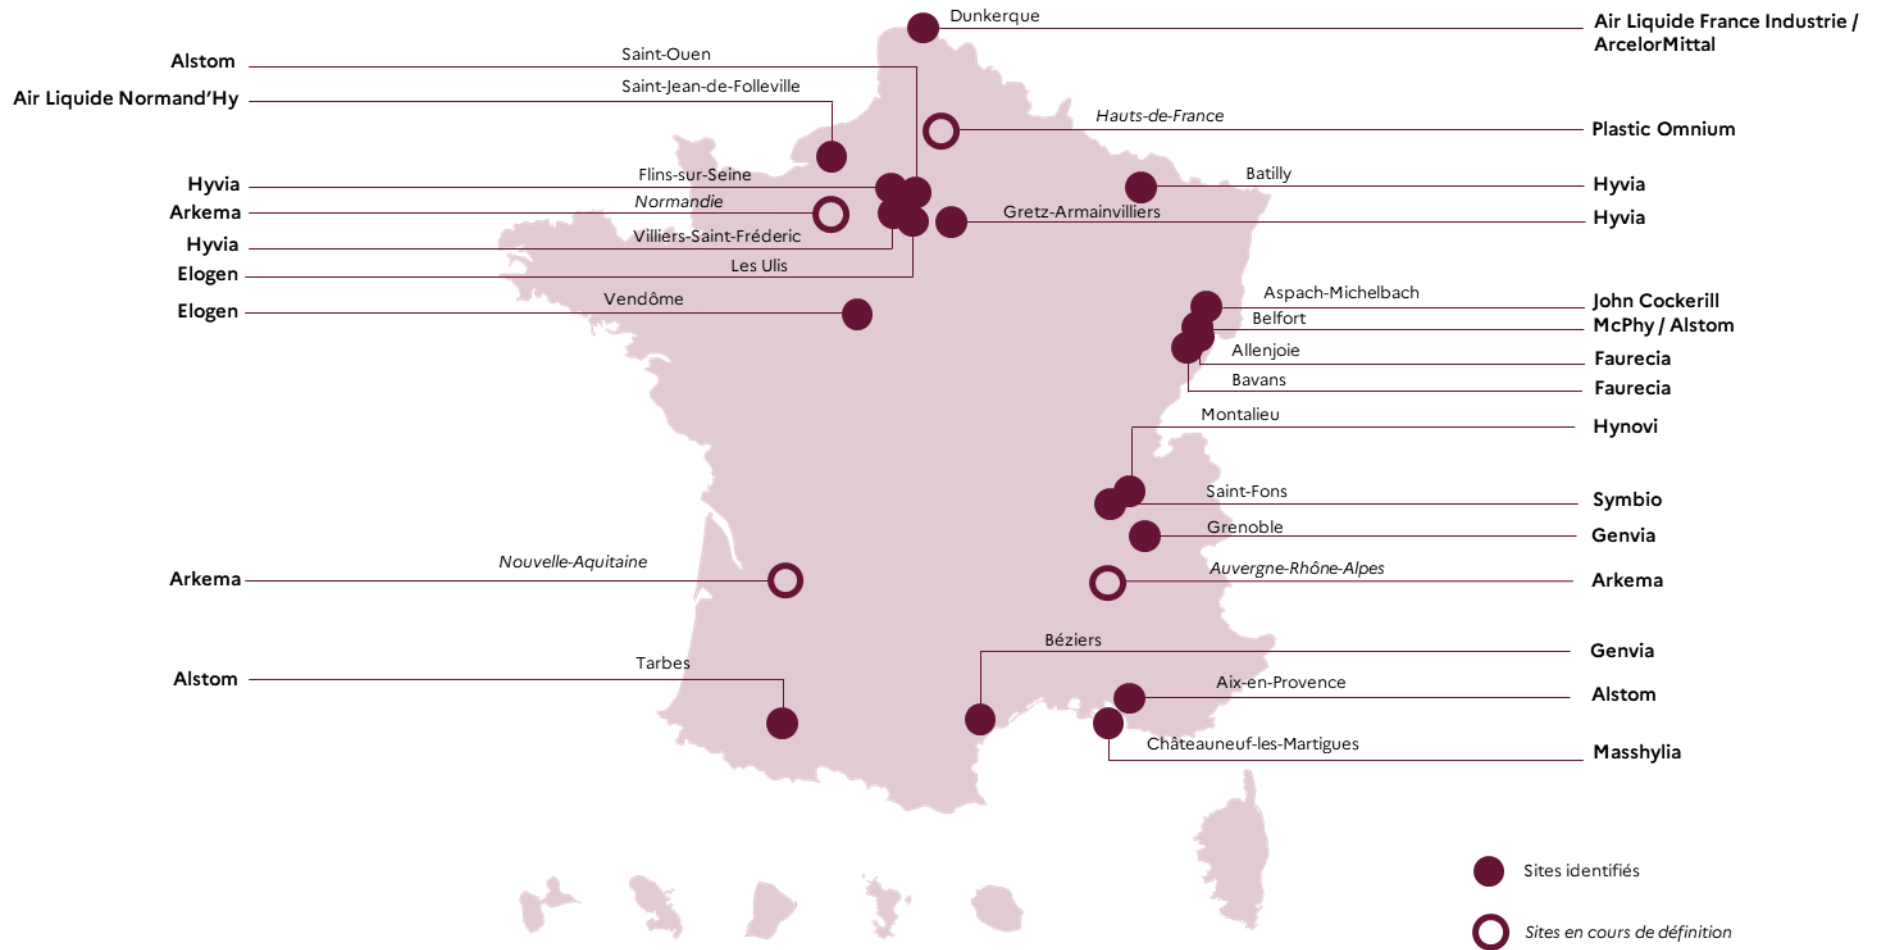 Dunkerque
Air Liquide France Industrie /
ArcelorMittal
Alstom
Saint-Ouen
Air Liquide Normand'Hy
Saint-Jean-de-Folleville
Hauts-de-France
Plastic Omnium
Hyvia
Flins-sur-Seine
Batilly
Hyvia
Arkema
Normandie
Gretz-Armainvilliers
Hyvia
Hyvia
Villiers-Saint-Fréderic
Elogen
Les Ulis
Elogen
Vendôme
Aspach-Michelbach
John Cockerill
Belfort
McPhy / Alstom
Allenjoie
Faurecia
Bavans
Faurecia
Montalieu
Hynovi
Saint-Fons
Symbio
Grenoble
Genvia
Arkema
Nouvelle-Aquitaine
Auvergne-Rhône-Alpes
Arkema
Béziers
Genvia
Alstom
Tarbes
Aix-en-Provence
Alstom
Châteauneuf-les-Martigues
Masshylia
Sites identifiés
Sites en cours de définition